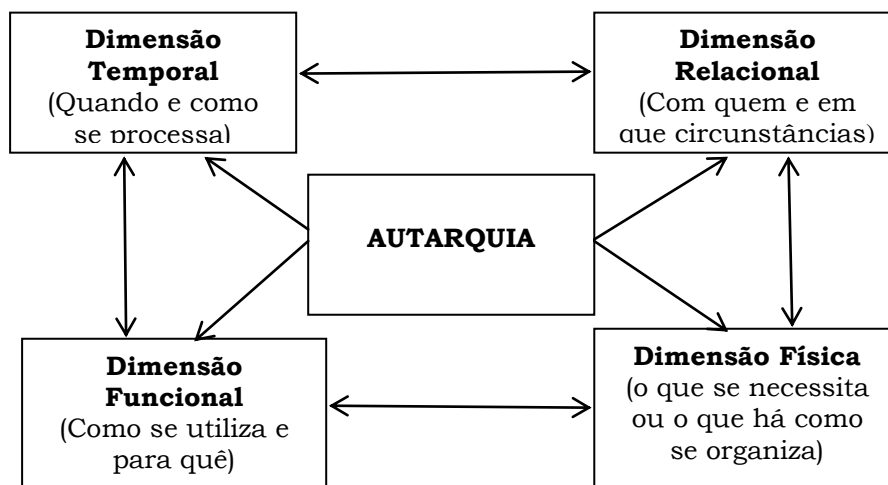 Dimensão
Temporal
(Quando e como
se processa)
Dimensão
Relacional
(Com quem e em
que circunstâncias)
AUTARQUIA
Dimensão
Funcional
(Como se utiliza e
para quê)
Dimensão Física
(o que se necessita
ou o que há como
se organiza)